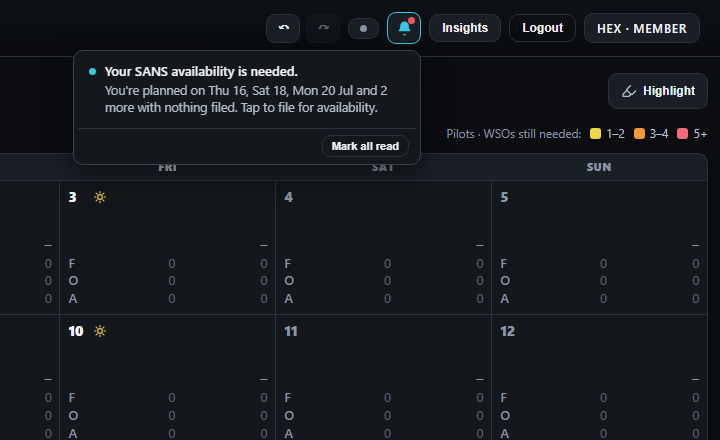 Insights
Logout
HEX · MEMBER
Your SANS availability is needed.
You're planned on Thu 16, Sat 18, Mon 20 Jul and 2
more with nothing filed. Tap to file for availability.
Mark all read
Highlight
Pilots · WSOs still needed: 1–2 3–4 5+
FRI SAT SUN
3 4 5
– – – –
0 F 0 0 F 0 0 F 0 0
0 O 0 0 O 0 0 O 0 0
0 A 0 0 A 0 0 A 0 0
10 11 12
– – – –
0 F 0 0 F 0 0 F 0 0
0 O 0 0 O 0 0 O 0 0
0 A 0 0 A 0 0 A 0 0